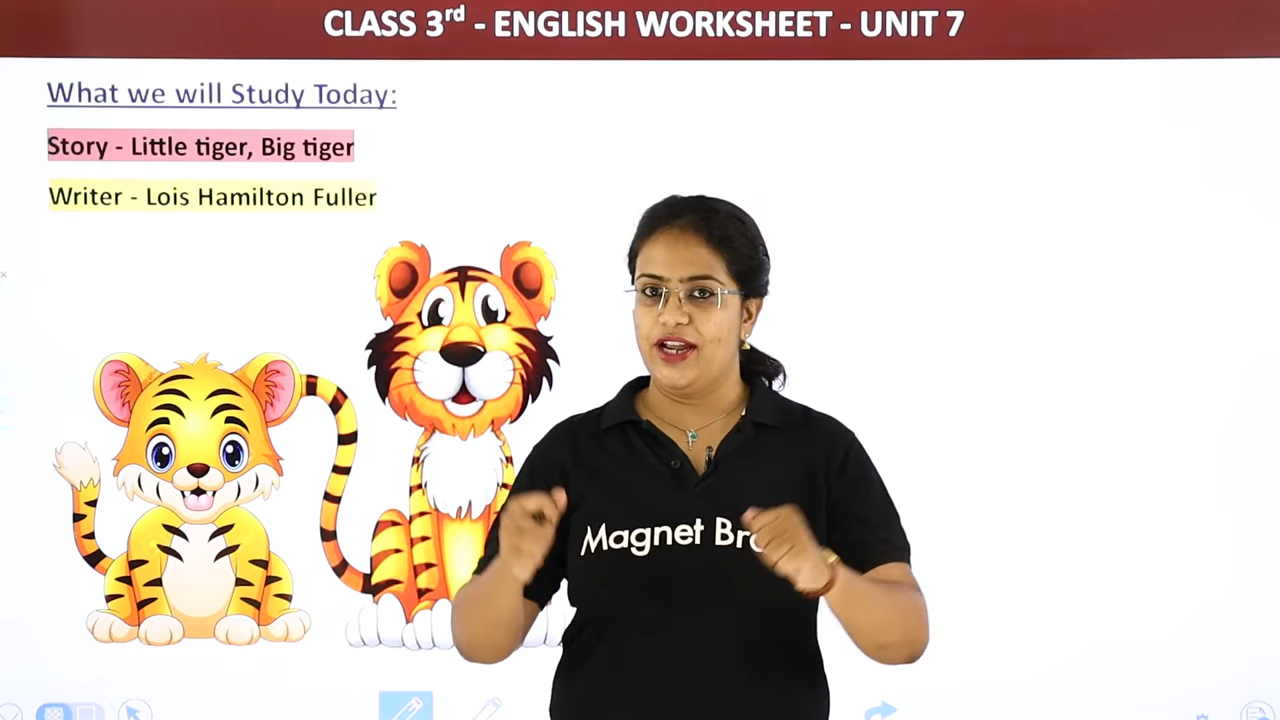 CLASS 3rd - ENGLISH WORKSHEET - UNIT 7
What we will Study Today:
Story - Little tiger, Big tiger
Writer - Lois Hamilton Fuller
Magnet Br